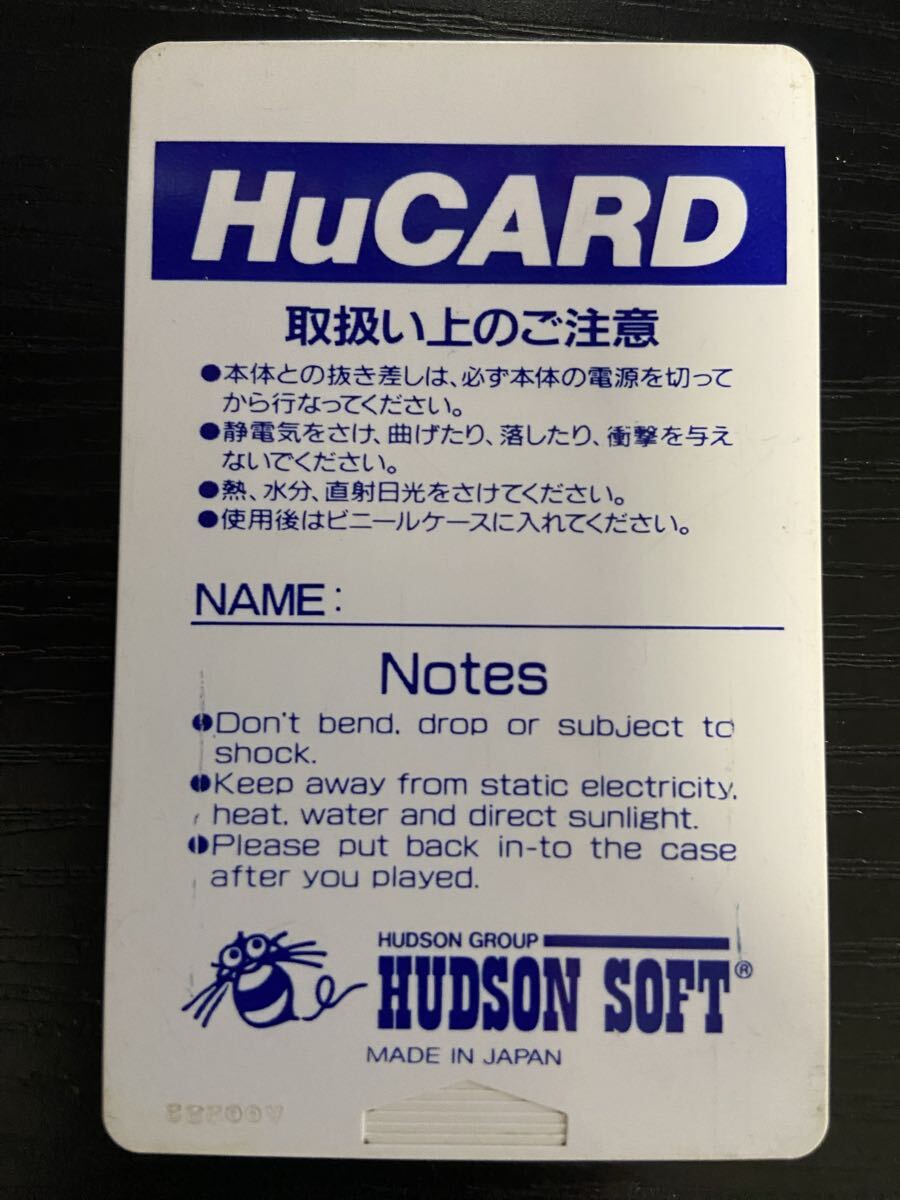 HuCARD
取扱い上のご注意
●本体との抜き差しは、必ず本体の電源を切って
から行なってください。
●静電気をさけ、曲げたり、落したり、衝撃を与え
ないでください。
●熱、水分、直射日光をさけてください。
●使用後はビニールケースに入れてください。
NAME:
Notes
●Don't bend, drop or subject to
shock.
●Keep away from static electricity,
heat, water and direct sunlight.
●Please put back in-to the case
after you played.
HUDSON GROUP
HUDSON SOFT®
MADE IN JAPAN